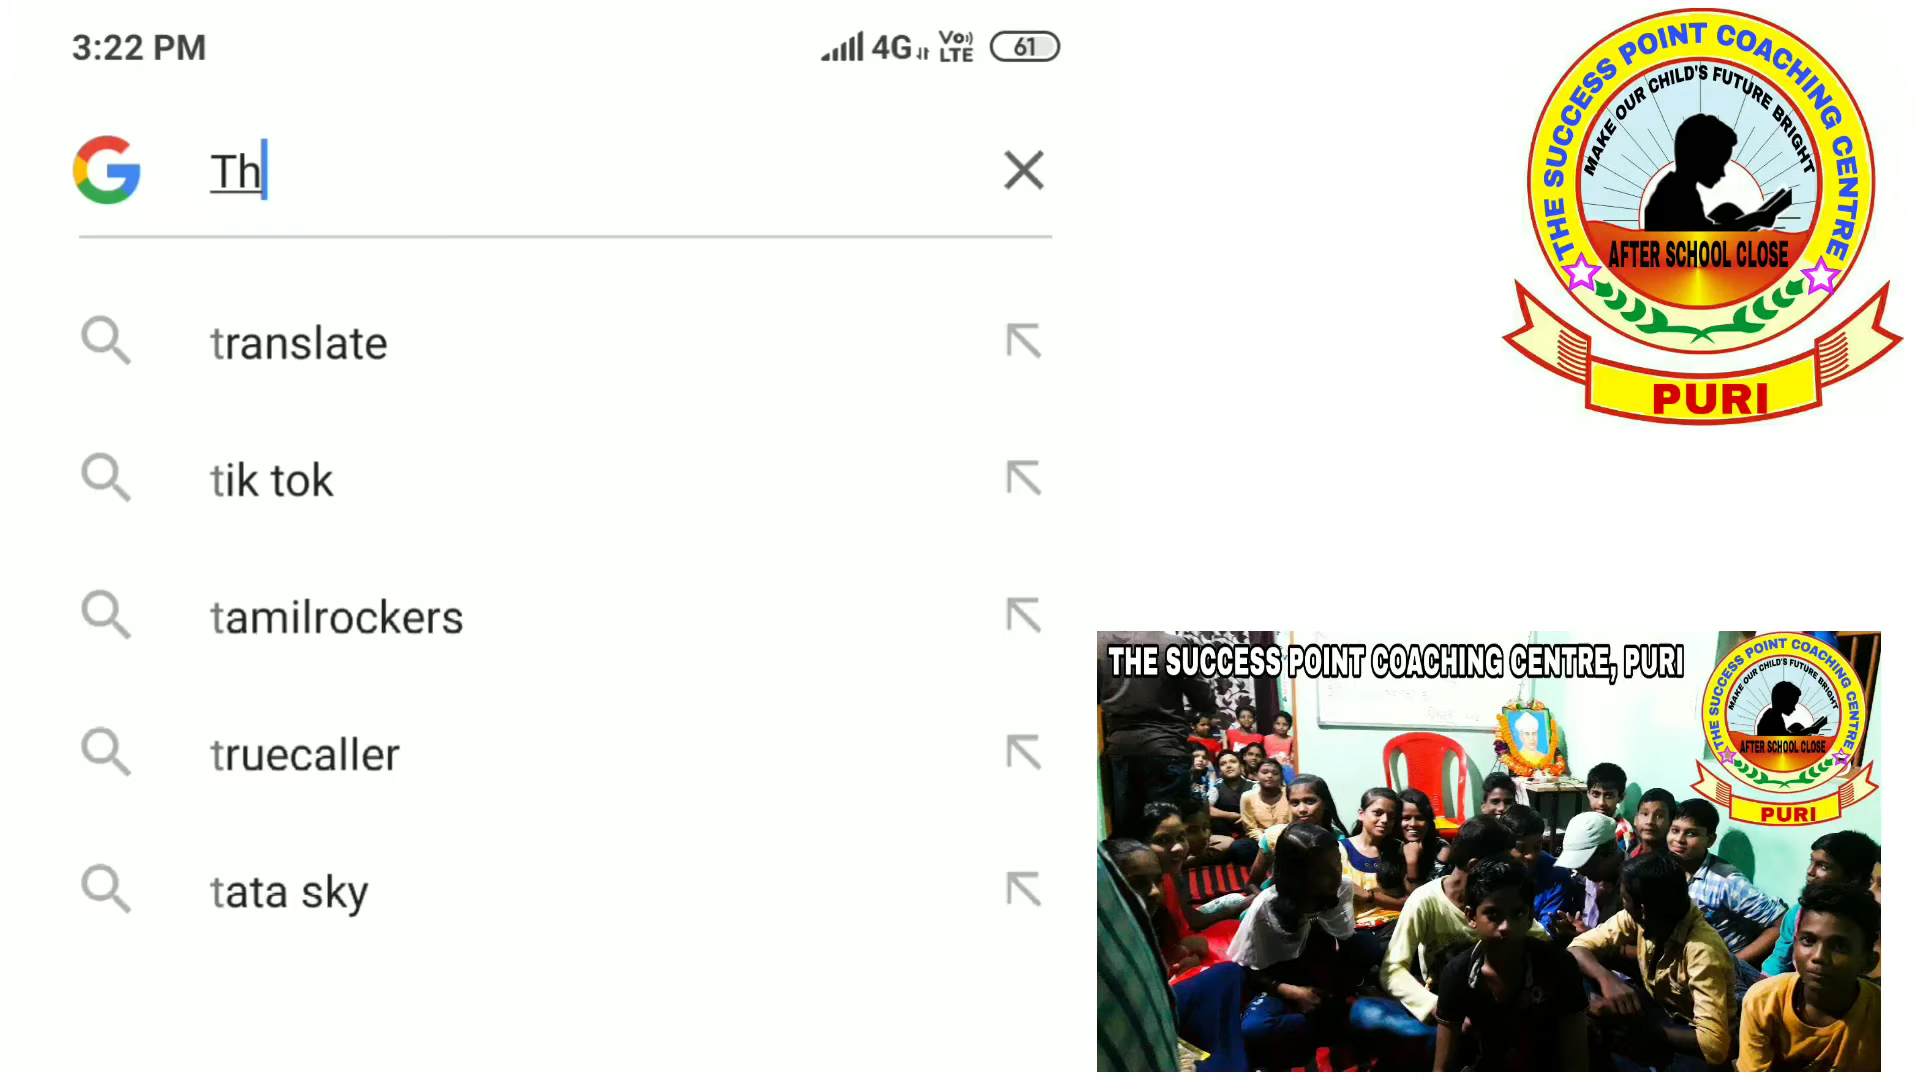 3:22 PM
4G Vo) LTE 61
Th
translate
tik tok
tamilrockers
truecaller
tata sky
THE SUCCESS POINT COACHING CENTRE
MAKE OUR CHILD'S FUTURE BRIGHT
AFTER SCHOOL CLOSE
PURI
THE SUCCESS POINT COACHING CENTRE, PURI
THE SUCCESS POINT COACHING CENTRE
MAKE OUR CHILD'S FUTURE BRIGHT
AFTER SCHOOL CLOSE
PURI